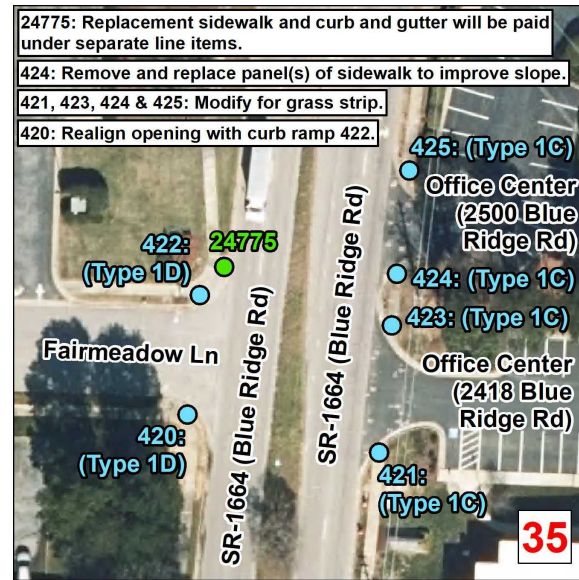 24775: Replacement sidewalk and curb and gutter will be paid
under separate line items.
424: Remove and replace panel(s) of sidewalk to improve slope.
421, 423, 424 & 425: Modify for grass strip.
420: Realign opening with curb ramp 422.
425: (Type 1C)
Office Center
(2500 Blue
Ridge Rd)
422:
(Type 1D)
24775
424: (Type 1C)
423: (Type 1C)
Fairmeadow Ln
SR-1664 (Blue Ridge Rd)
SR-1664 (Blue Ridge Rd)
Office Center
(2418 Blue
Ridge Rd)
420:
(Type 1D)
421:
(Type 1C)
35